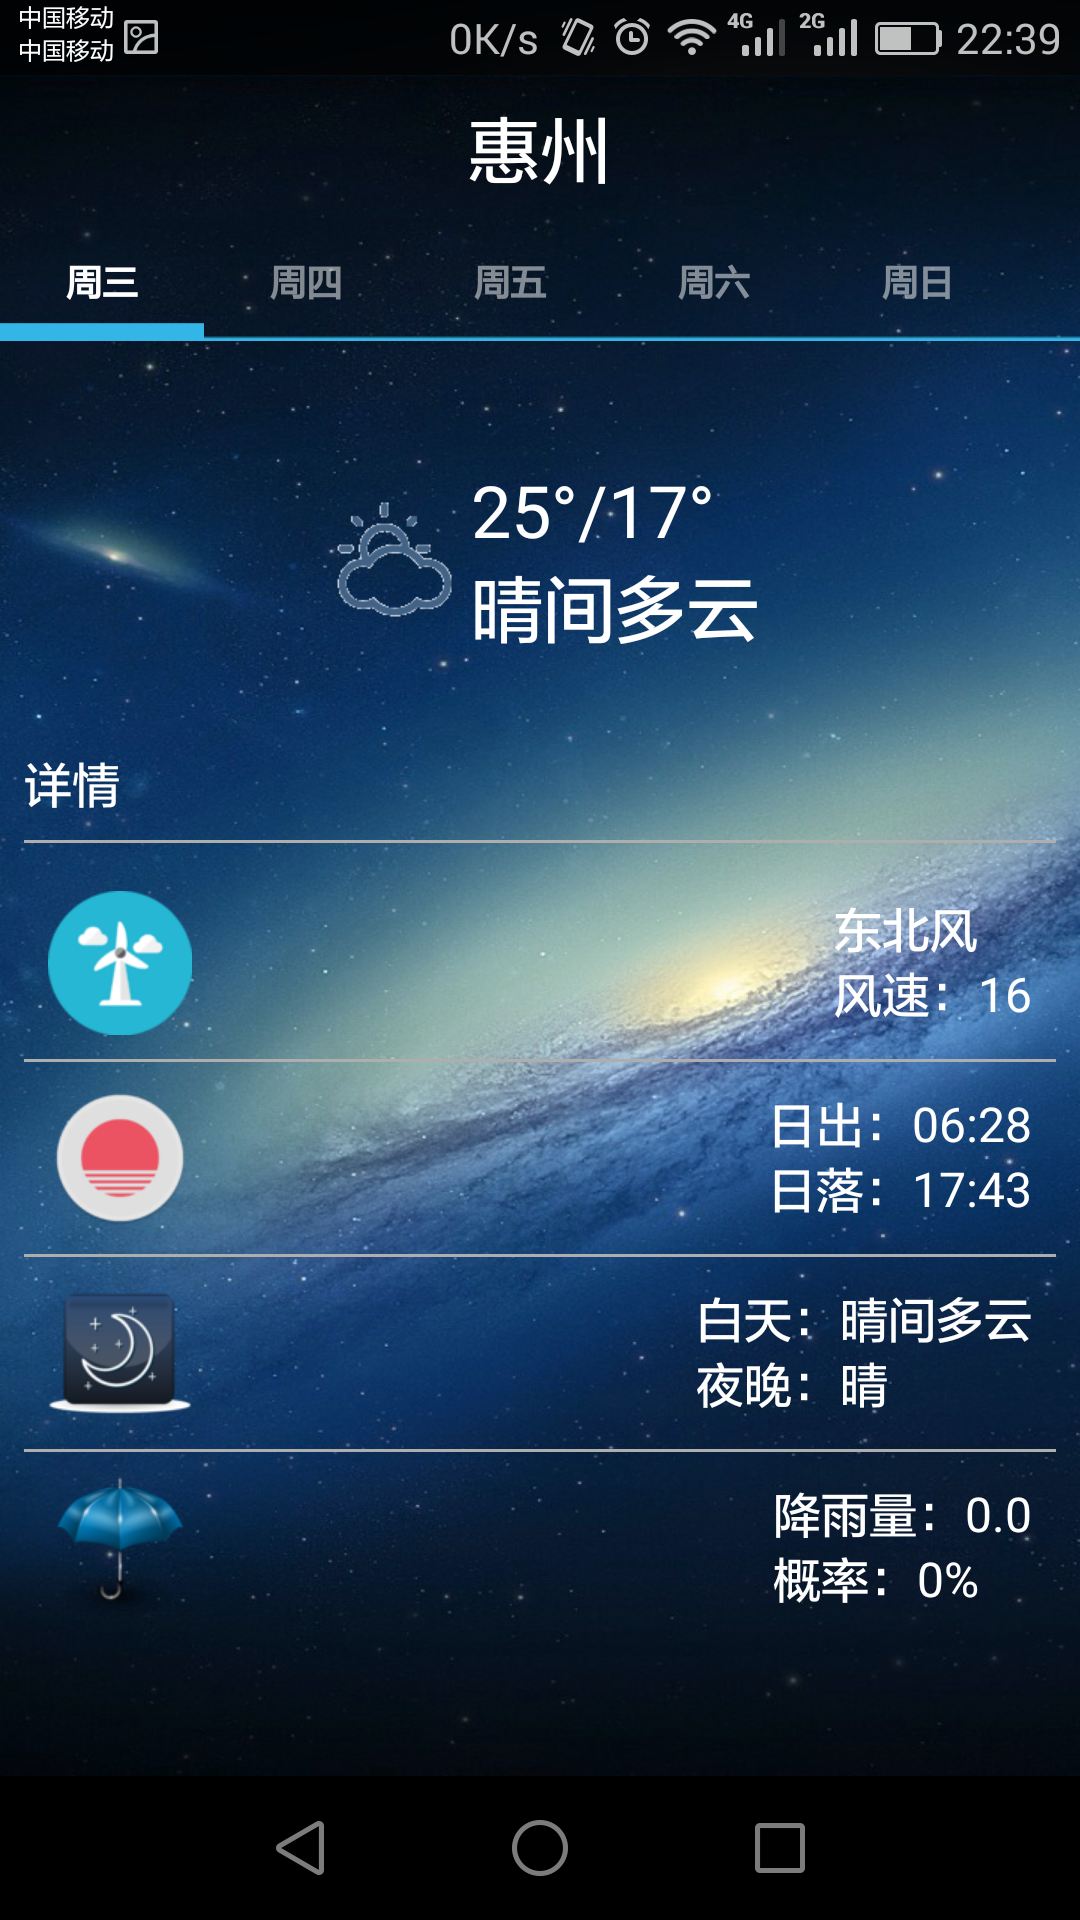 中国移动
中国移动
0K/s
4G
2G
22:39
惠州
周三 周四 周五 周六 周日
25°/17°
晴间多云
详情
东北风
风速：16
日出：06:28
日落：17:43
白天：晴间多云
夜晚：晴
降雨量：0.0
概率：0%